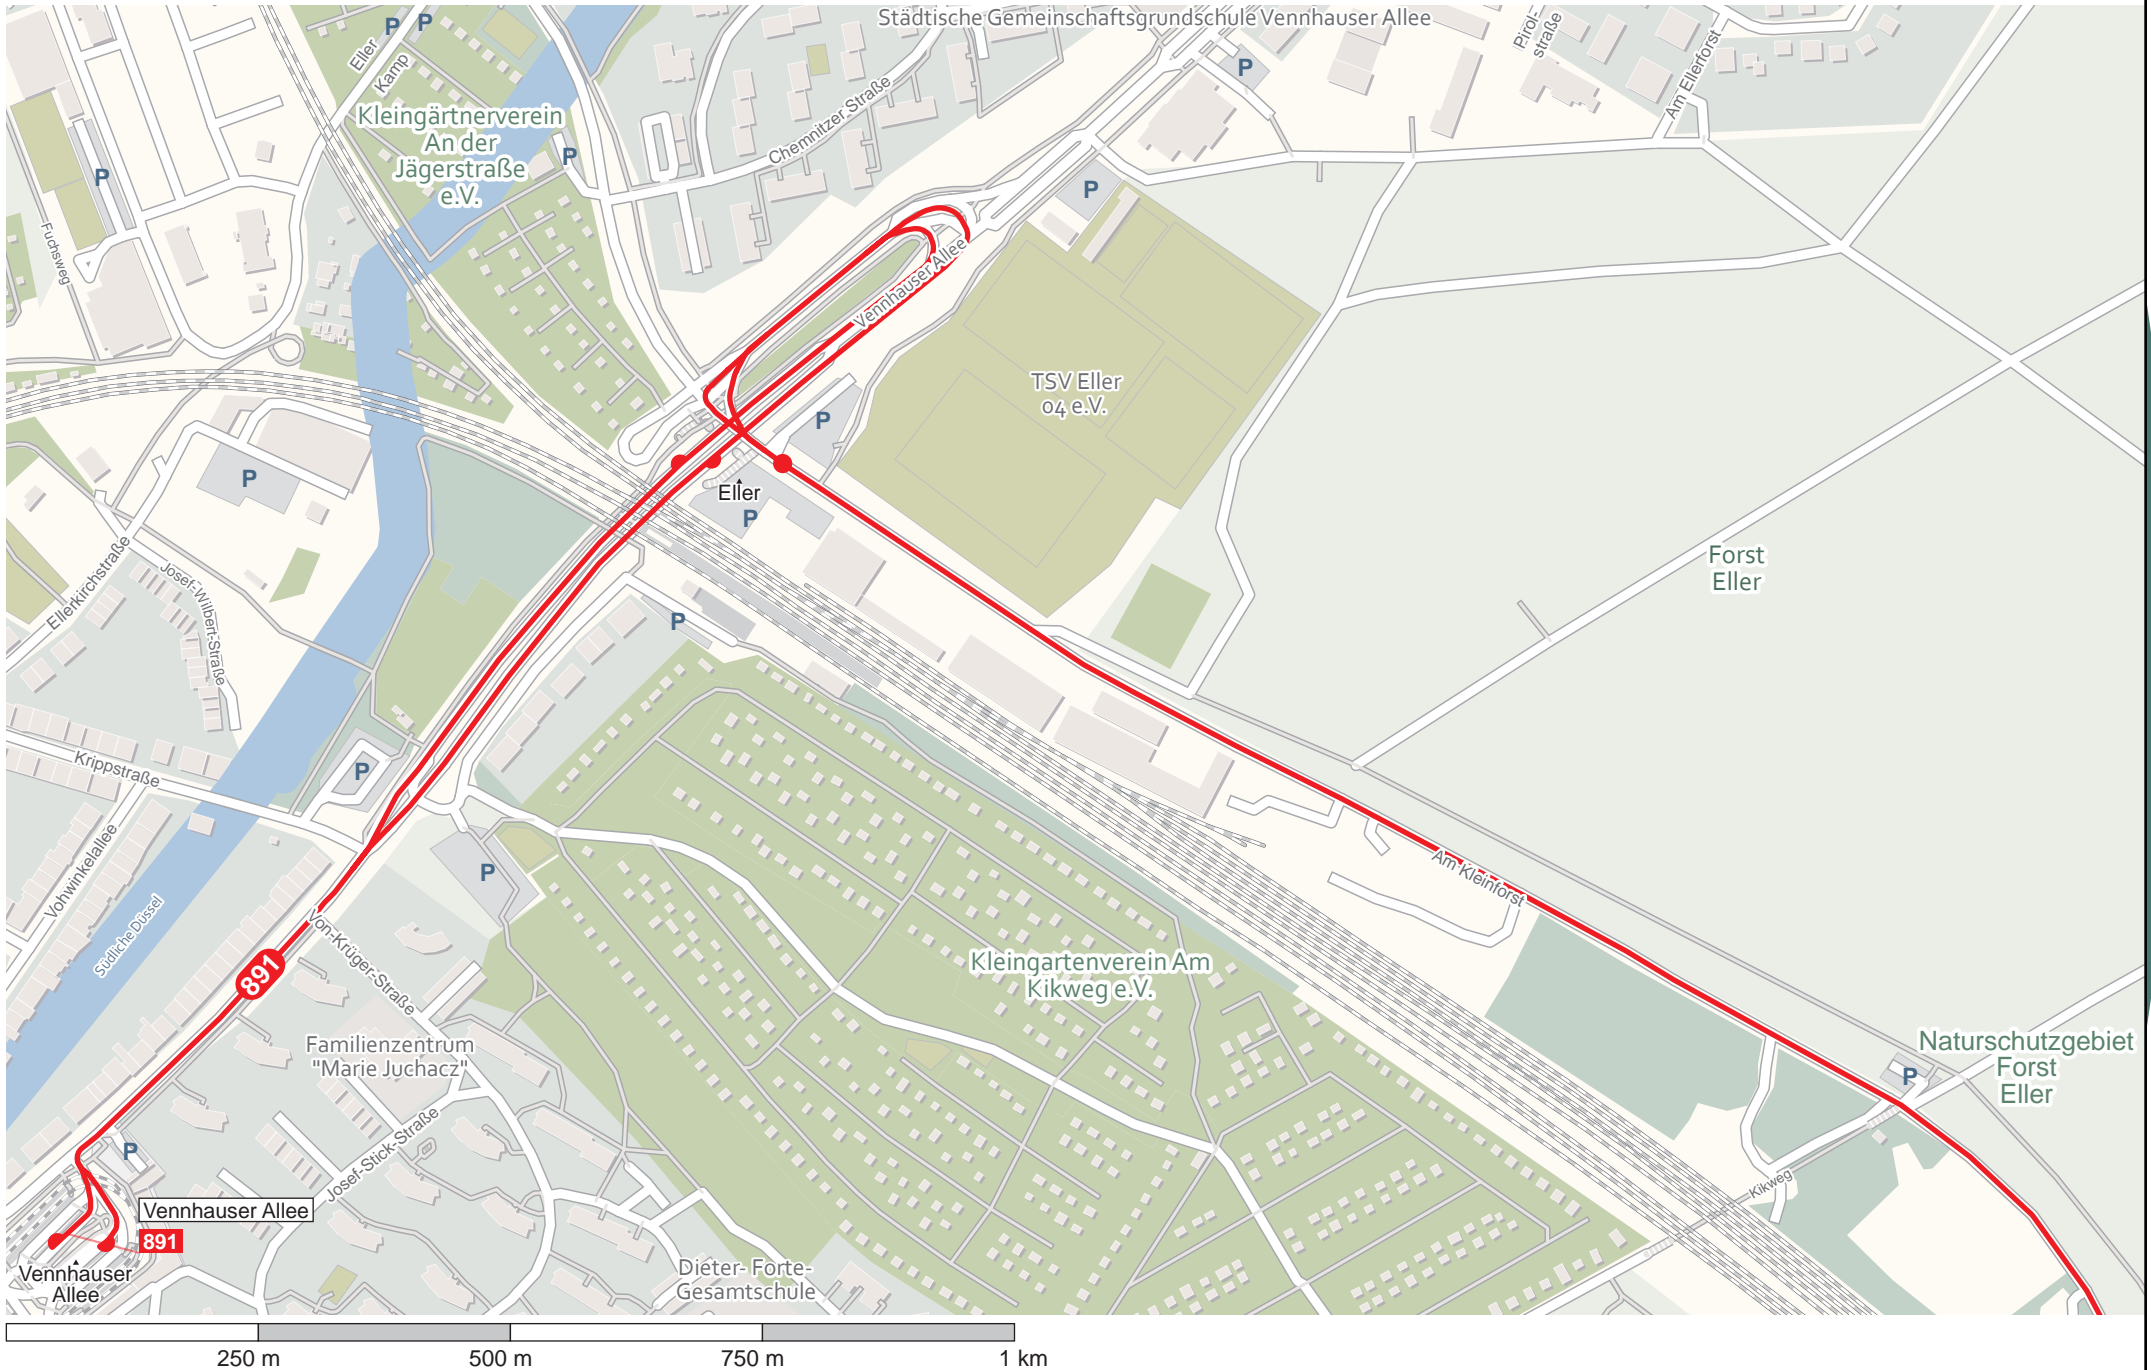 Städtische Gemeinschaftsgrundschule Vennhauser Allee
P
P
Eller
Kamp
Pirol-
straße
Am Ellerforst
P
Kleingärtnerverein
An der
Jägerstraße
e.V.
Chemnitzer Straße
P
P
P
Fuchsweg
Vennhauser Allee
TSV Eller
04 e.V.
P
P
Eller
P
Forst
Eller
Ellerkirchstraße
Josef-Wilbert-Straße
P
Krippstraße
P
Vohwinkelallee
P
Am Kleinforst
Südliche Düssel
891
Von-Krüger-Straße
Kleingartenverein Am
Kikweg e.V.
Familienzentrum
"Marie Juchacz"
Naturschutzgebiet
Forst
Eller
P
P
Josef-Stick-Straße
Kikweg
Vennhauser Allee
891
Vennhauser
Allee
Dieter- Forte-
Gesamtschule
250 m
500 m
750 m
1 km